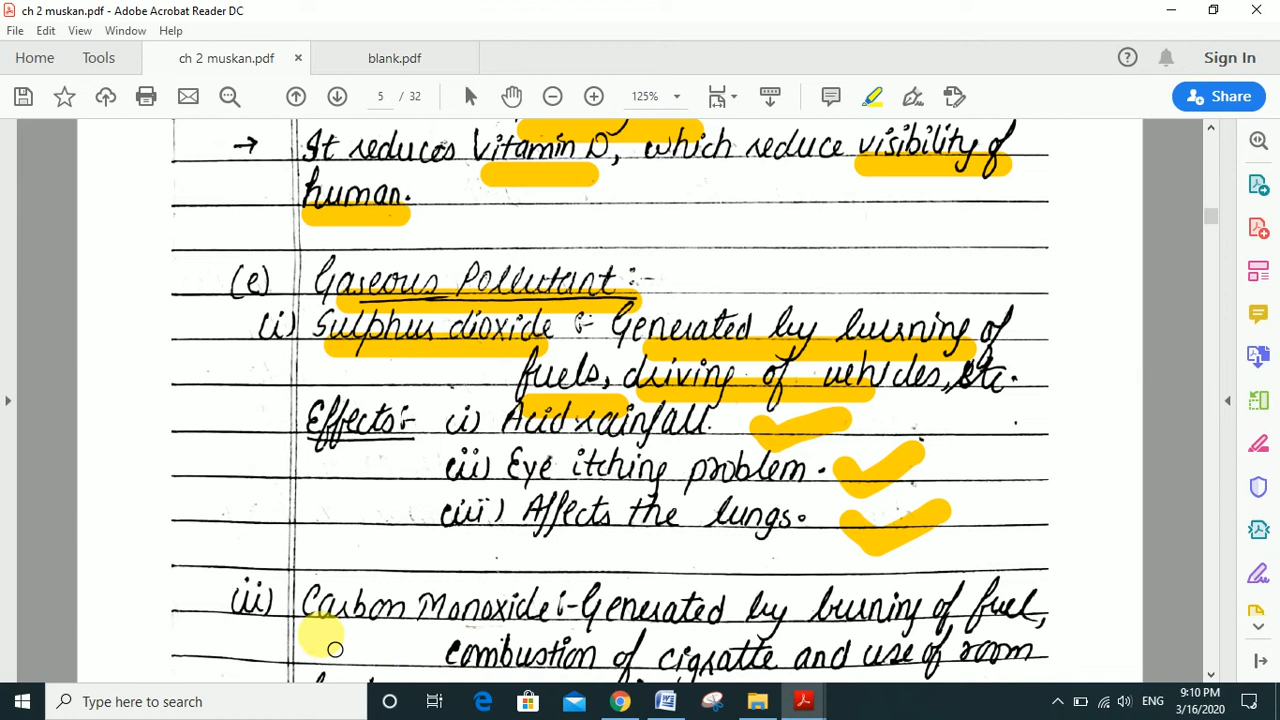 ch 2 muskan.pdf - Adobe Acrobat Reader DC
File Edit View Window Help
Home Tools ch 2 muskan.pdf × blank.pdf Sign In
5 / 32 125% Share
→ It reduces Vitamin D, which reduce visibility of
human.
(e) Gaseous Pollutant :-
(i) Sulphus dioxide :- Generated by burning of
fuels, driving of vehicles, etc.
Effects :- i) Acid rainfall.
ii) Eye itching problem.
iii) Affects the lungs.
ii) Carbon Monoxide :- Generated by burning of fuel,
combustion of cigratte and use of room
Type here to search
ENG
9:10 PM
3/16/2020